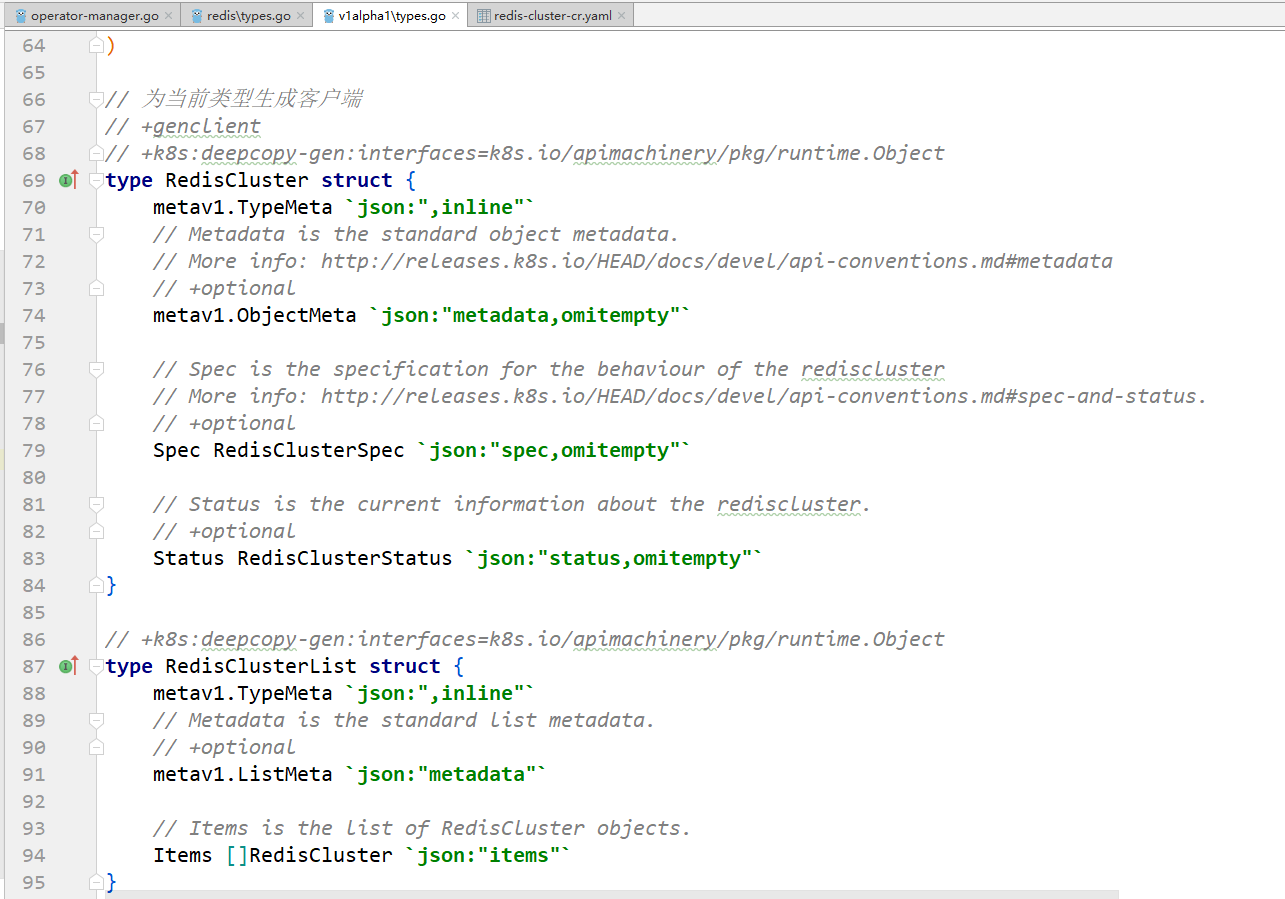 operator-manager.go redis\types.go v1alpha1\types.go redis-cluster-cr.yaml
64 )
65
66 // 为当前类型生成客户端
67 // +genclient
68 // +k8s:deepcopy-gen:interfaces=k8s.io/apimachinery/pkg/runtime.Object
69 type RedisCluster struct {
70 metav1.TypeMeta `json:",inline"`
71 // Metadata is the standard object metadata.
72 // More info: http://releases.k8s.io/HEAD/docs/devel/api-conventions.md#metadata
73 // +optional
74 metav1.ObjectMeta `json:"metadata,omitempty"`
75
76 // Spec is the specification for the behaviour of the rediscluster
77 // More info: http://releases.k8s.io/HEAD/docs/devel/api-conventions.md#spec-and-status.
78 // +optional
79 Spec RedisClusterSpec `json:"spec,omitempty"`
80
81 // Status is the current information about the rediscluster.
82 // +optional
83 Status RedisClusterStatus `json:"status,omitempty"`
84 }
85
86 // +k8s:deepcopy-gen:interfaces=k8s.io/apimachinery/pkg/runtime.Object
87 type RedisClusterList struct {
88 metav1.TypeMeta `json:",inline"`
89 // Metadata is the standard list metadata.
90 // +optional
91 metav1.ListMeta `json:"metadata"`
92
93 // Items is the list of RedisCluster objects.
94 Items []RedisCluster `json:"items"`
95 }